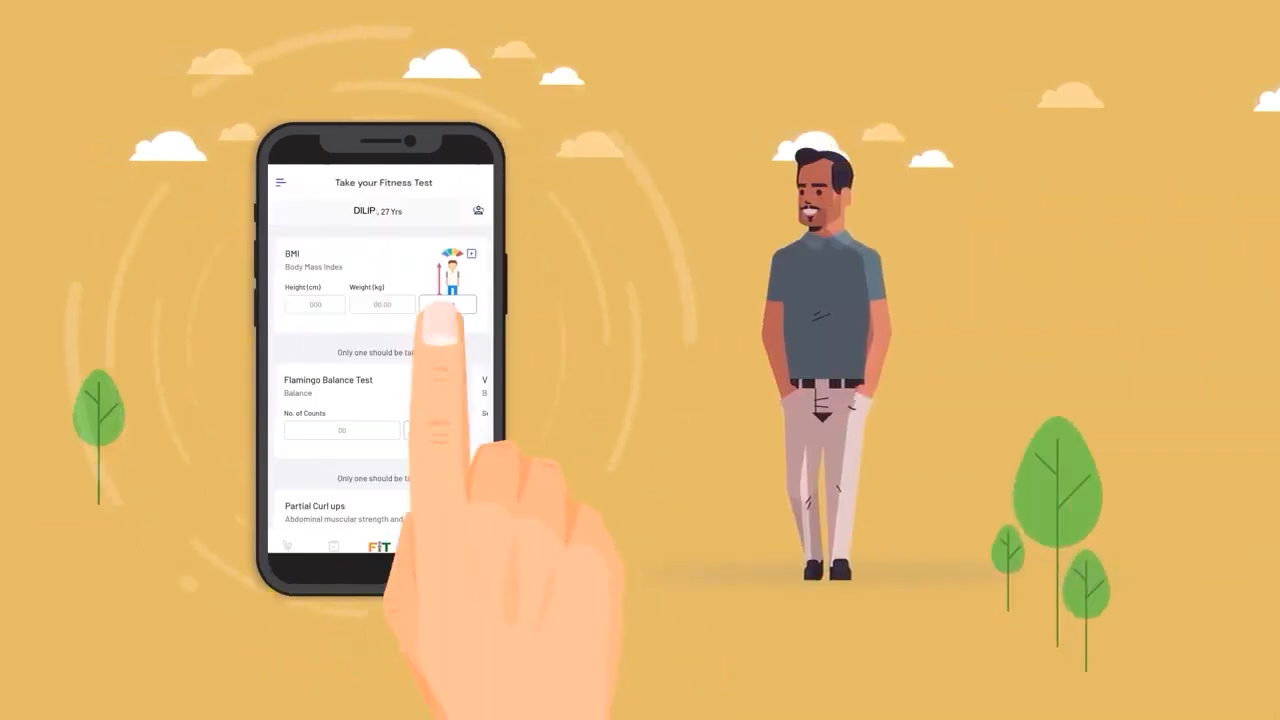 Take your Fitness Test
DILIP., 27 Yrs
BMI
Body Mass Index
Height (cm) Weight (kg)
000 00.00
Only one should be
Flamingo Balance Test V
Balance B
No. of Counts
00
Only one should be
Partial Curl ups
Abdominal muscular strength and
FiT